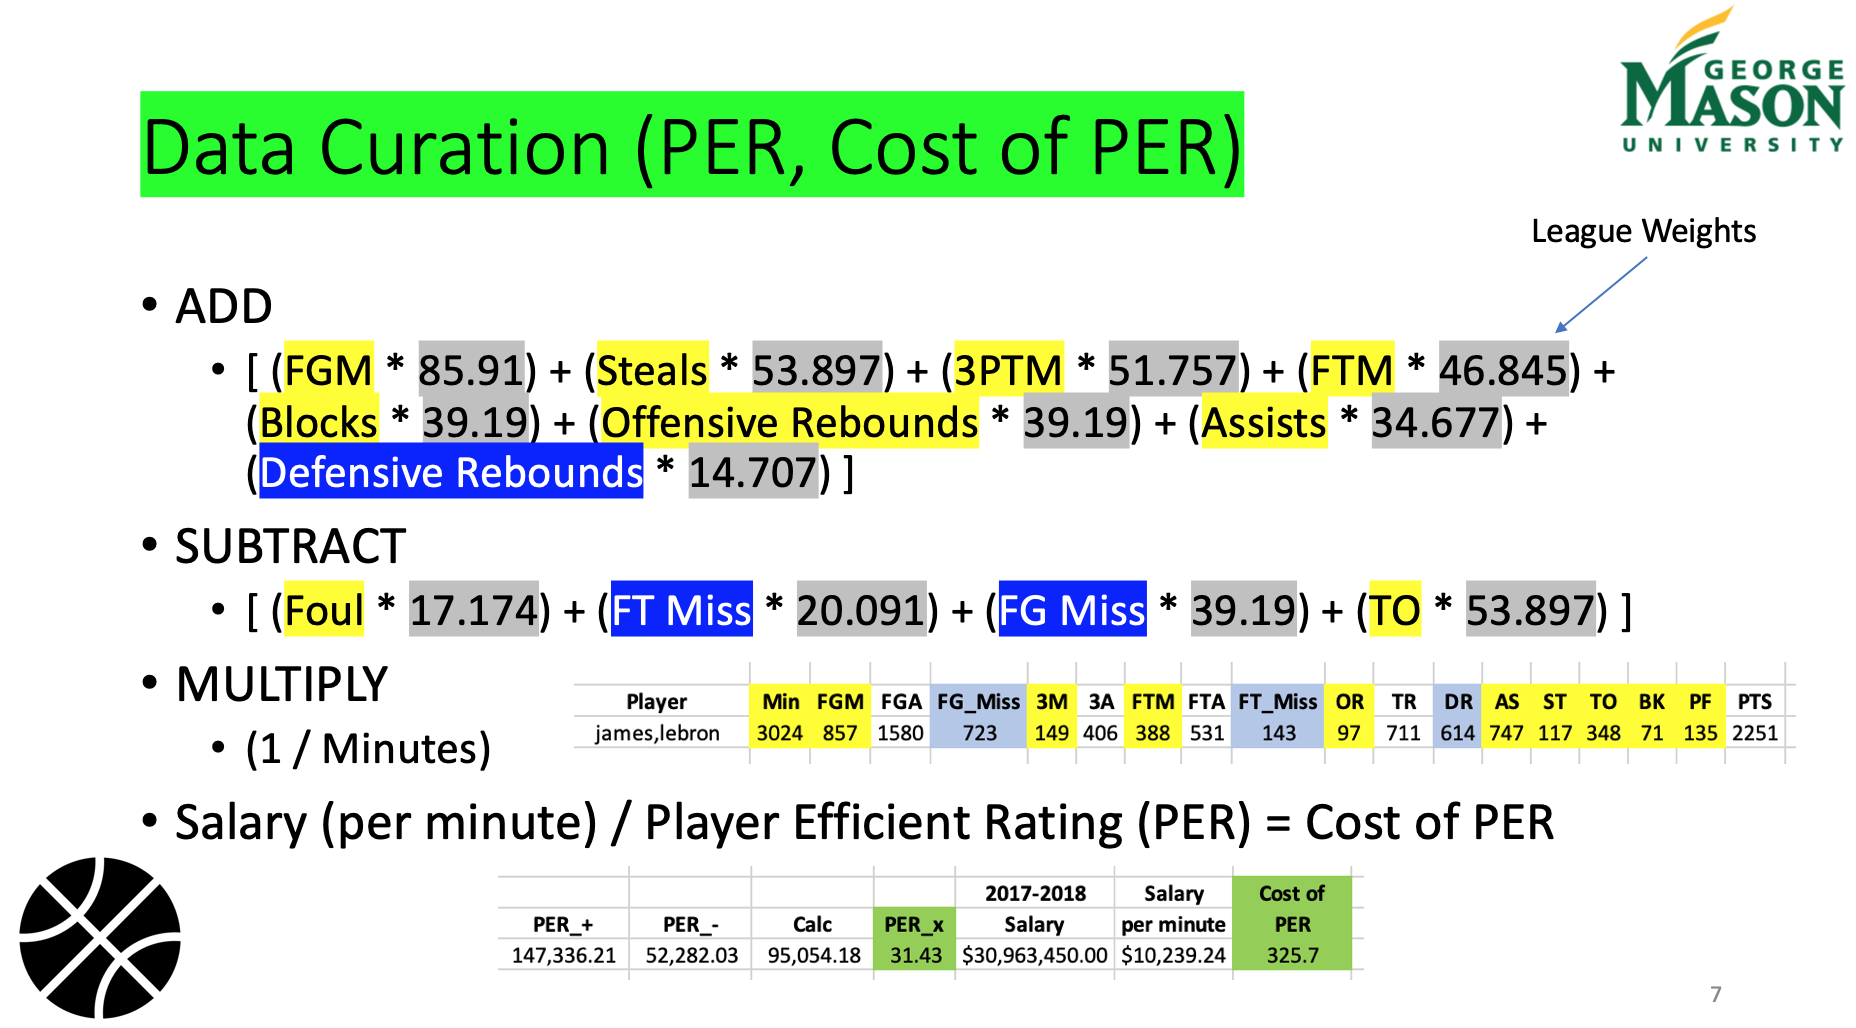 GEORGE
MASON
UNIVERSITY
Data Curation (PER, Cost of PER)
League Weights
• ADD
• [ (FGM * 85.91) + (Steals * 53.897) + (3PTM * 51.757) + (FTM * 46.845) +
(Blocks * 39.19) + (Offensive Rebounds * 39.19) + (Assists * 34.677) +
(Defensive Rebounds * 14.707) ]
• SUBTRACT
• [ (Foul * 17.174) + (FT Miss * 20.091) + (FG Miss * 39.19) + (TO * 53.897) ]
• MULTIPLY
• (1 / Minutes)
Player Min FGM FGA FG_Miss 3M 3A FTM FTA FT_Miss OR TR DR AS ST TO BK PF PTS
james,lebron 3024 857 1580 723 149 406 388 531 143 97 711 614 747 117 348 71 135 2251
• Salary (per minute) / Player Efficient Rating (PER) = Cost of PER
2017-2018 Salary Cost of
PER_+ PER_- Calc PER_x Salary per minute PER
147,336.21 52,282.03 95,054.18 31.43 $30,963,450.00 $10,239.24 325.7
7